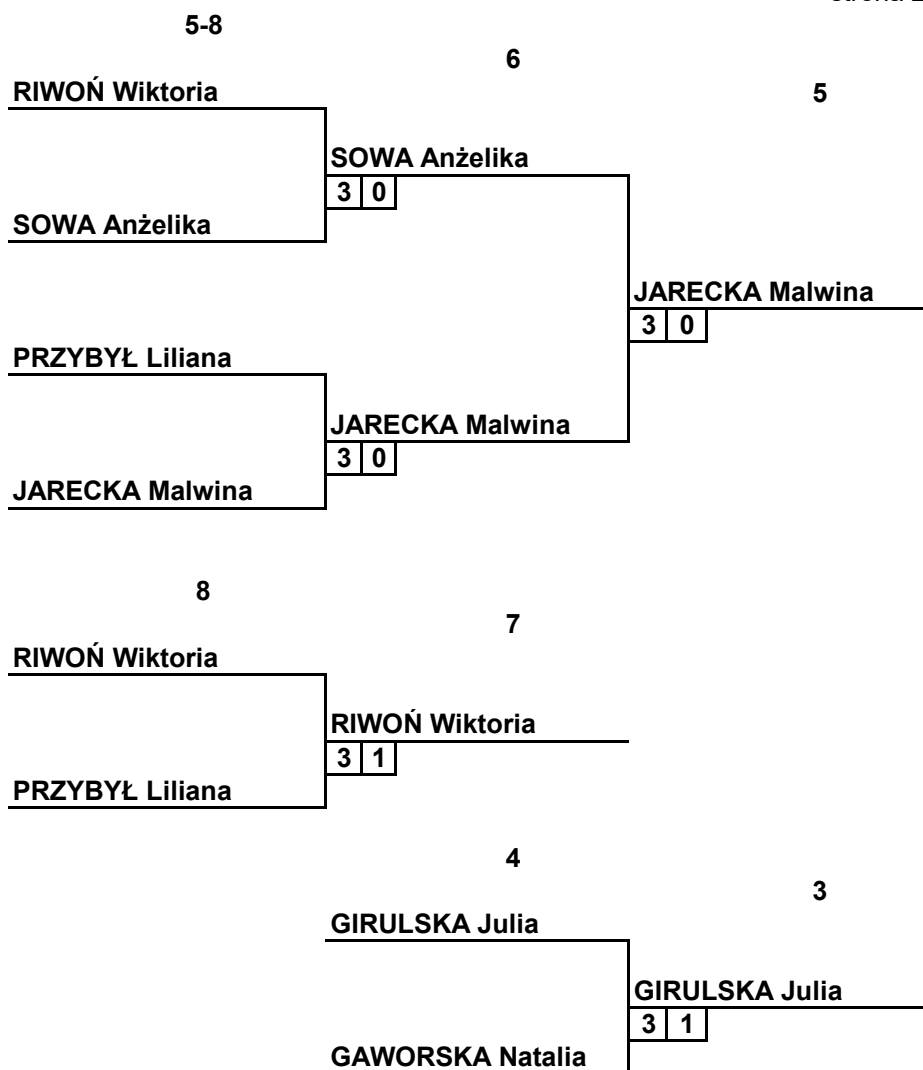 5-8
6
RIWOŃ Wiktoria
5
SOWA Anżelika
3 0
SOWA Anżelika
JARECKA Malwina
3 0
PRZYBYŁ Liliana
JARECKA Malwina
3 0
JARECKA Malwina
8
7
RIWOŃ Wiktoria
RIWOŃ Wiktoria
3 1
PRZYBYŁ Liliana
4
3
GIRULSKA Julia
GIRULSKA Julia
3 1
GAWORSKA Natalia